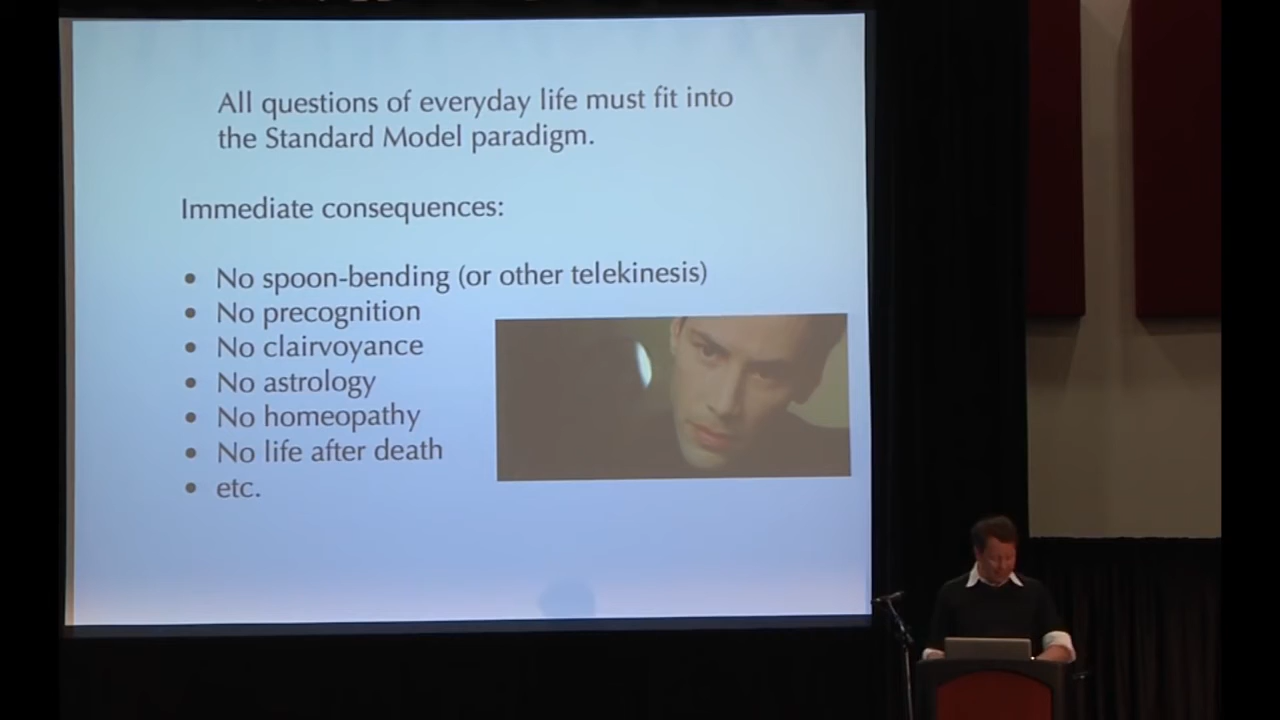 All questions of everyday life must fit into
the Standard Model paradigm.
Immediate consequences:
• No spoon-bending (or other telekinesis)
• No precognition
• No clairvoyance
• No astrology
• No homeopathy
• No life after death
• etc.